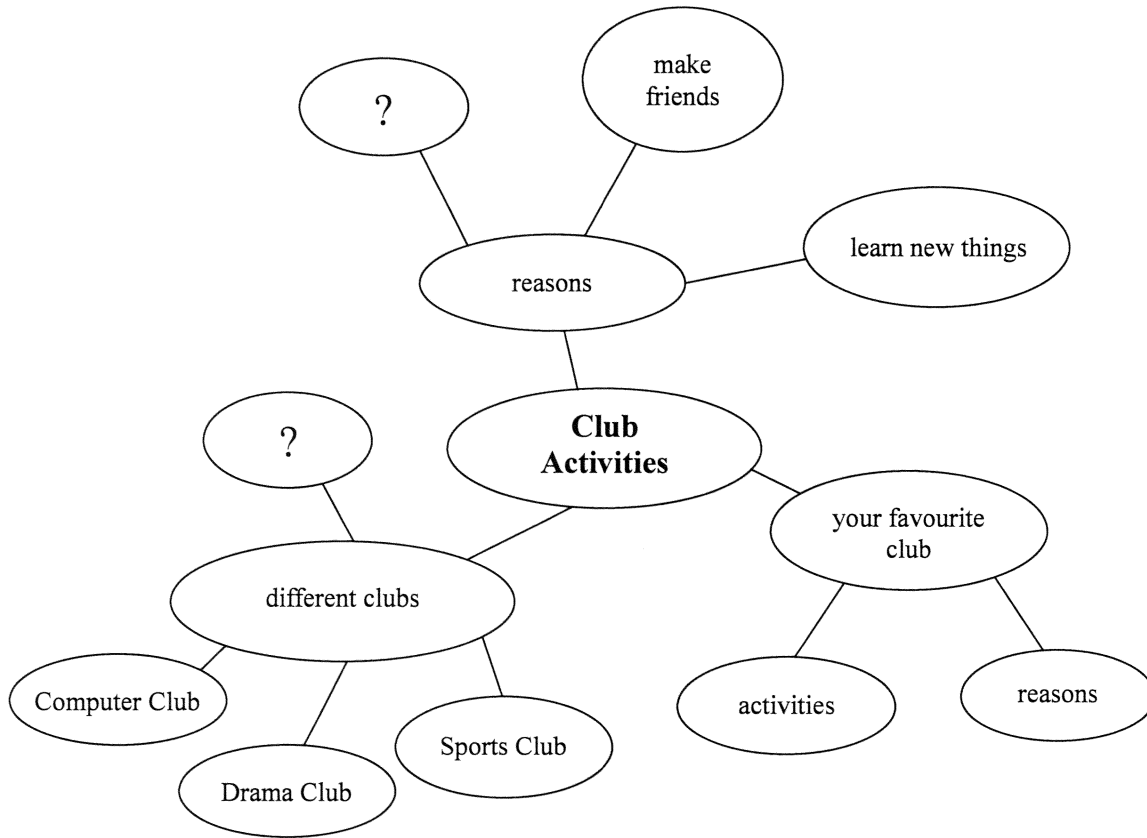 make
friends
?
learn new things
reasons
Club
Activities
?
your favourite
club
different clubs
Computer Club
activities
reasons
Sports Club
Drama Club